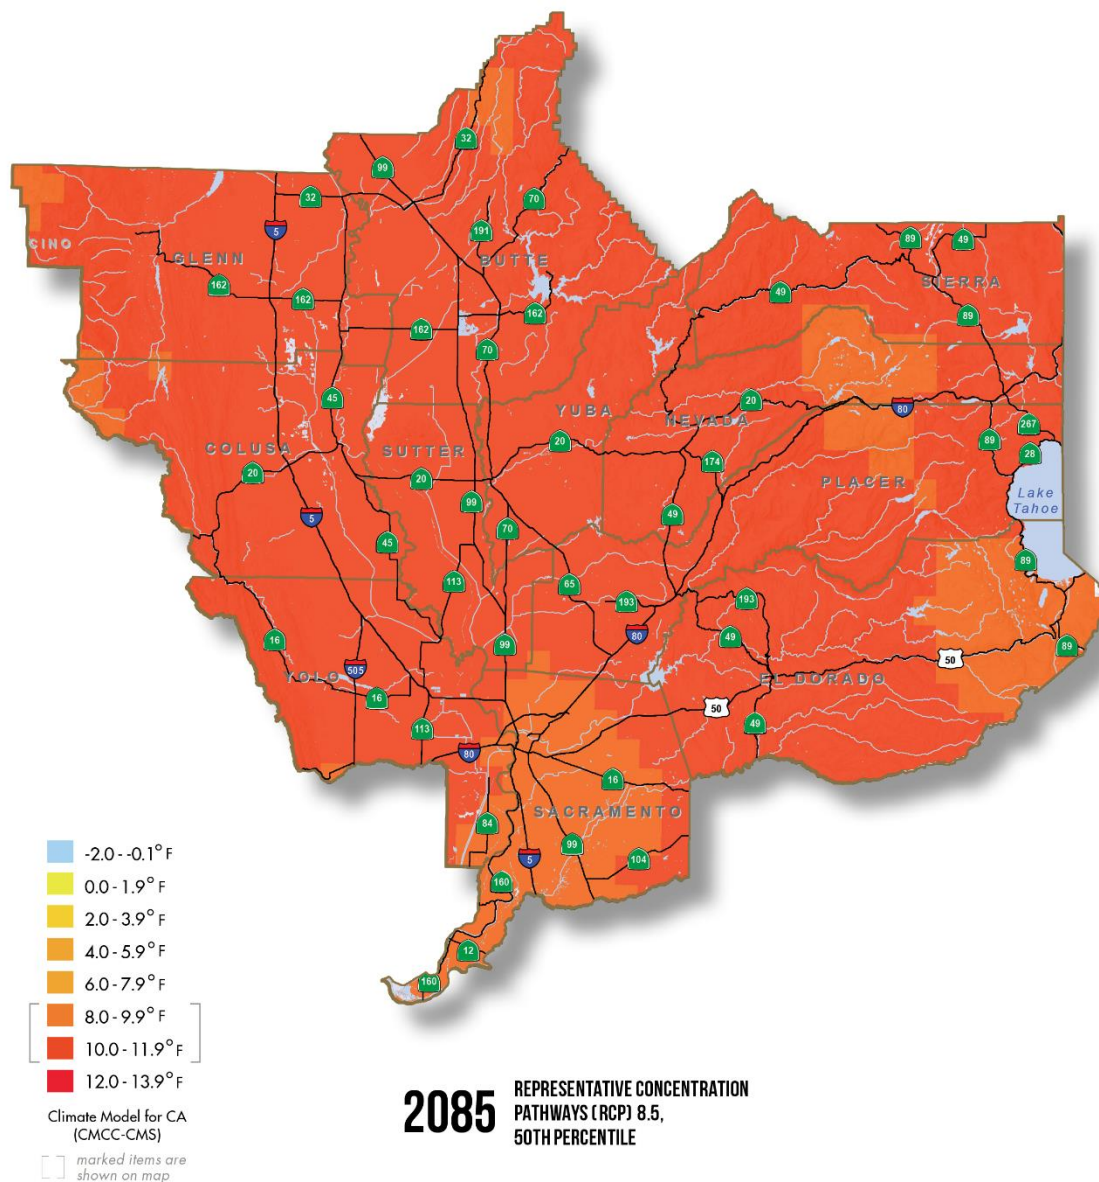 32
99
32
70
5
191
CINO
GLENN
BUTTE
89
49
SIERRA
162
162
49
162
162
89
70
45
20
80
YUBA
NEVADA
267
20
89
COLUSA
SUTTER
174
28
20
20
PLACER
99
Lake
Tahoe
5
49
70
45
89
113
65
193
193
16
80
49
99
89
505
YOLO
50
EL DORADO
16
50
113
49
80
16
SACRAMENTO
84
99
5
104
160
12
160
-2.0 - -0.1° F
0.0 - 1.9° F
2.0 - 3.9° F
4.0 - 5.9° F
6.0 - 7.9° F
8.0 - 9.9° F
10.0 - 11.9° F
12.0 - 13.9° F
Climate Model for CA
(CMCC-CMS)
marked items are
shown on map
2085
REPRESENTATIVE CONCENTRATION
PATHWAYS (RCP) 8.5,
50TH PERCENTILE